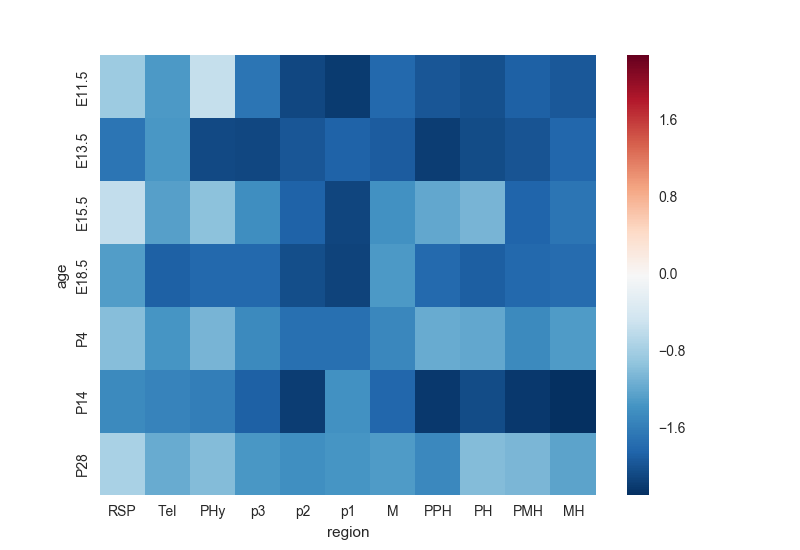 E11.5
E13.5
E15.5
E18.5
P4
P14
P28
age
RSP Tel PHy p3 p2 p1 M PPH PH PMH MH
region
1.6
0.8
0.0
−0.8
−1.6